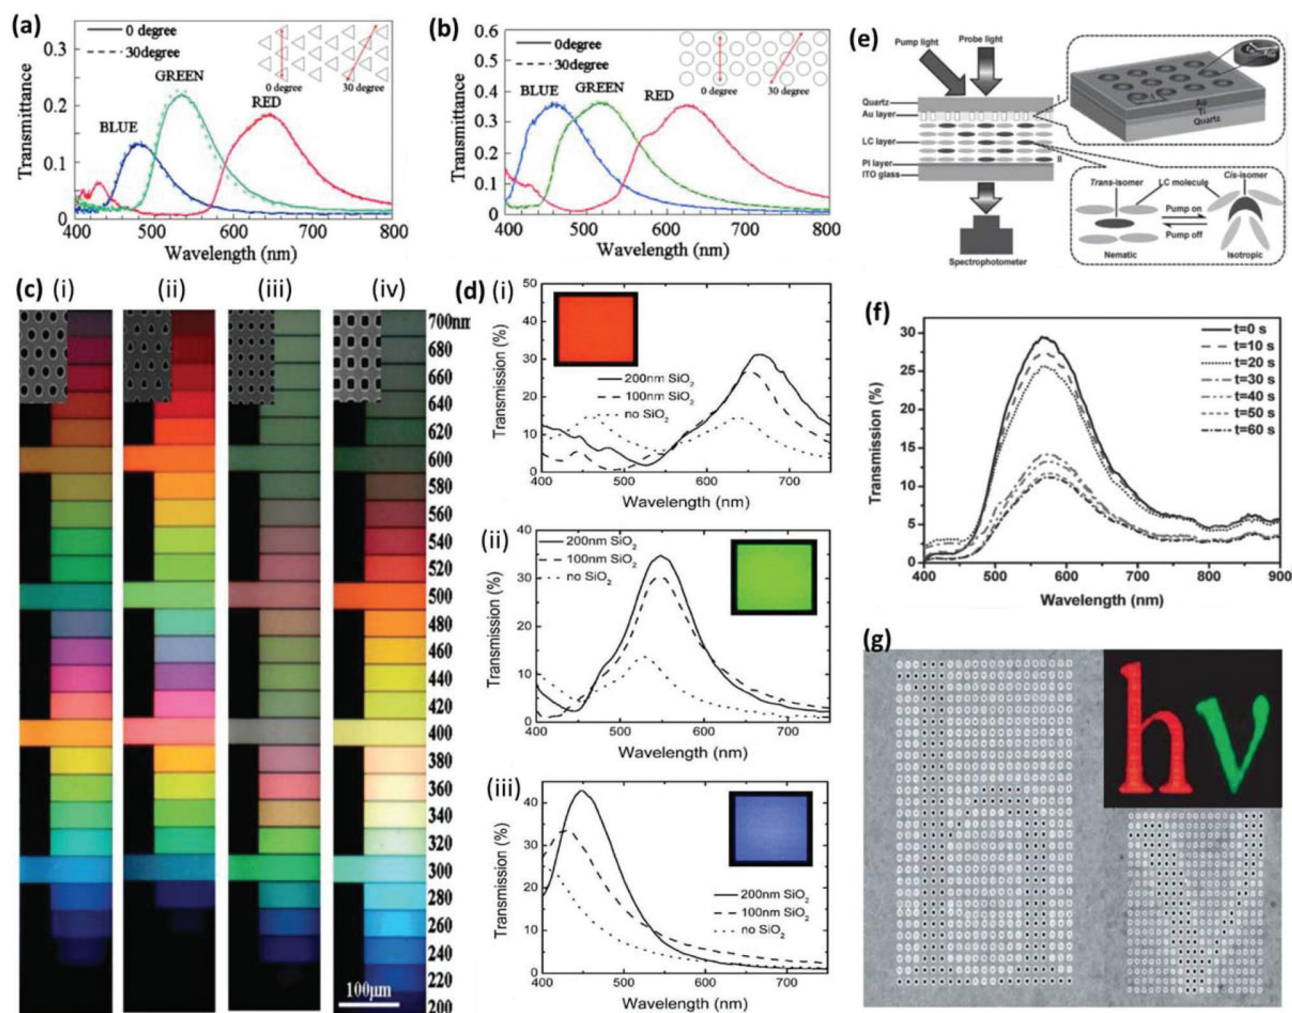 (a)
0 degree
30degree
0.3
0.2
0.1
0
GREEN
BLUE
RED
0 degree
30 degree
Transmittance
400 500 600 700 800
Wavelength (nm)
(b)
0degree
30degree
0.6
0.5
0.4
0.3
0.2
0.1
0
BLUE
GREEN
RED
0 degree
30 degree
Transmittance
400 500 600 700 800
Wavelength (nm)
(e)
Pump light
Probe light
Quartz
Au layer
LC layer
PI layer
ITO glass
I
II
Spectrophotometer
Au
Ti
Quartz
Trans-isomer
LC molecule
Cis-isomer
Pump on
Pump off
Nematic
Isotropic
(c) (i) (ii) (iii) (iv)
700nm
680
660
640
620
600
580
560
540
520
500
480
460
440
420
400
380
360
340
320
300
280
260
240
220
200
100μm
(d) (i)
50
40
30
20
10
0
Transmission (%)
200nm SiO2
100nm SiO2
no SiO2
400 500 600 700
Wavelength (nm)
(ii)
40
30
20
10
0
Transmission (%)
200nm SiO2
100nm SiO2
no SiO2
400 500 600 700
Wavelength (nm)
(iii)
40
30
20
10
0
Transmission (%)
200nm SiO2
100nm SiO2
no SiO2
400 500 600 700
Wavelength (nm)
(f)
30
25
20
15
10
5
0
Transmission (%)
t=0 s
t=10 s
t=20 s
t=30 s
t=40 s
t=50 s
t=60 s
400 500 600 700 800 900
Wavelength (nm)
(g)
hν